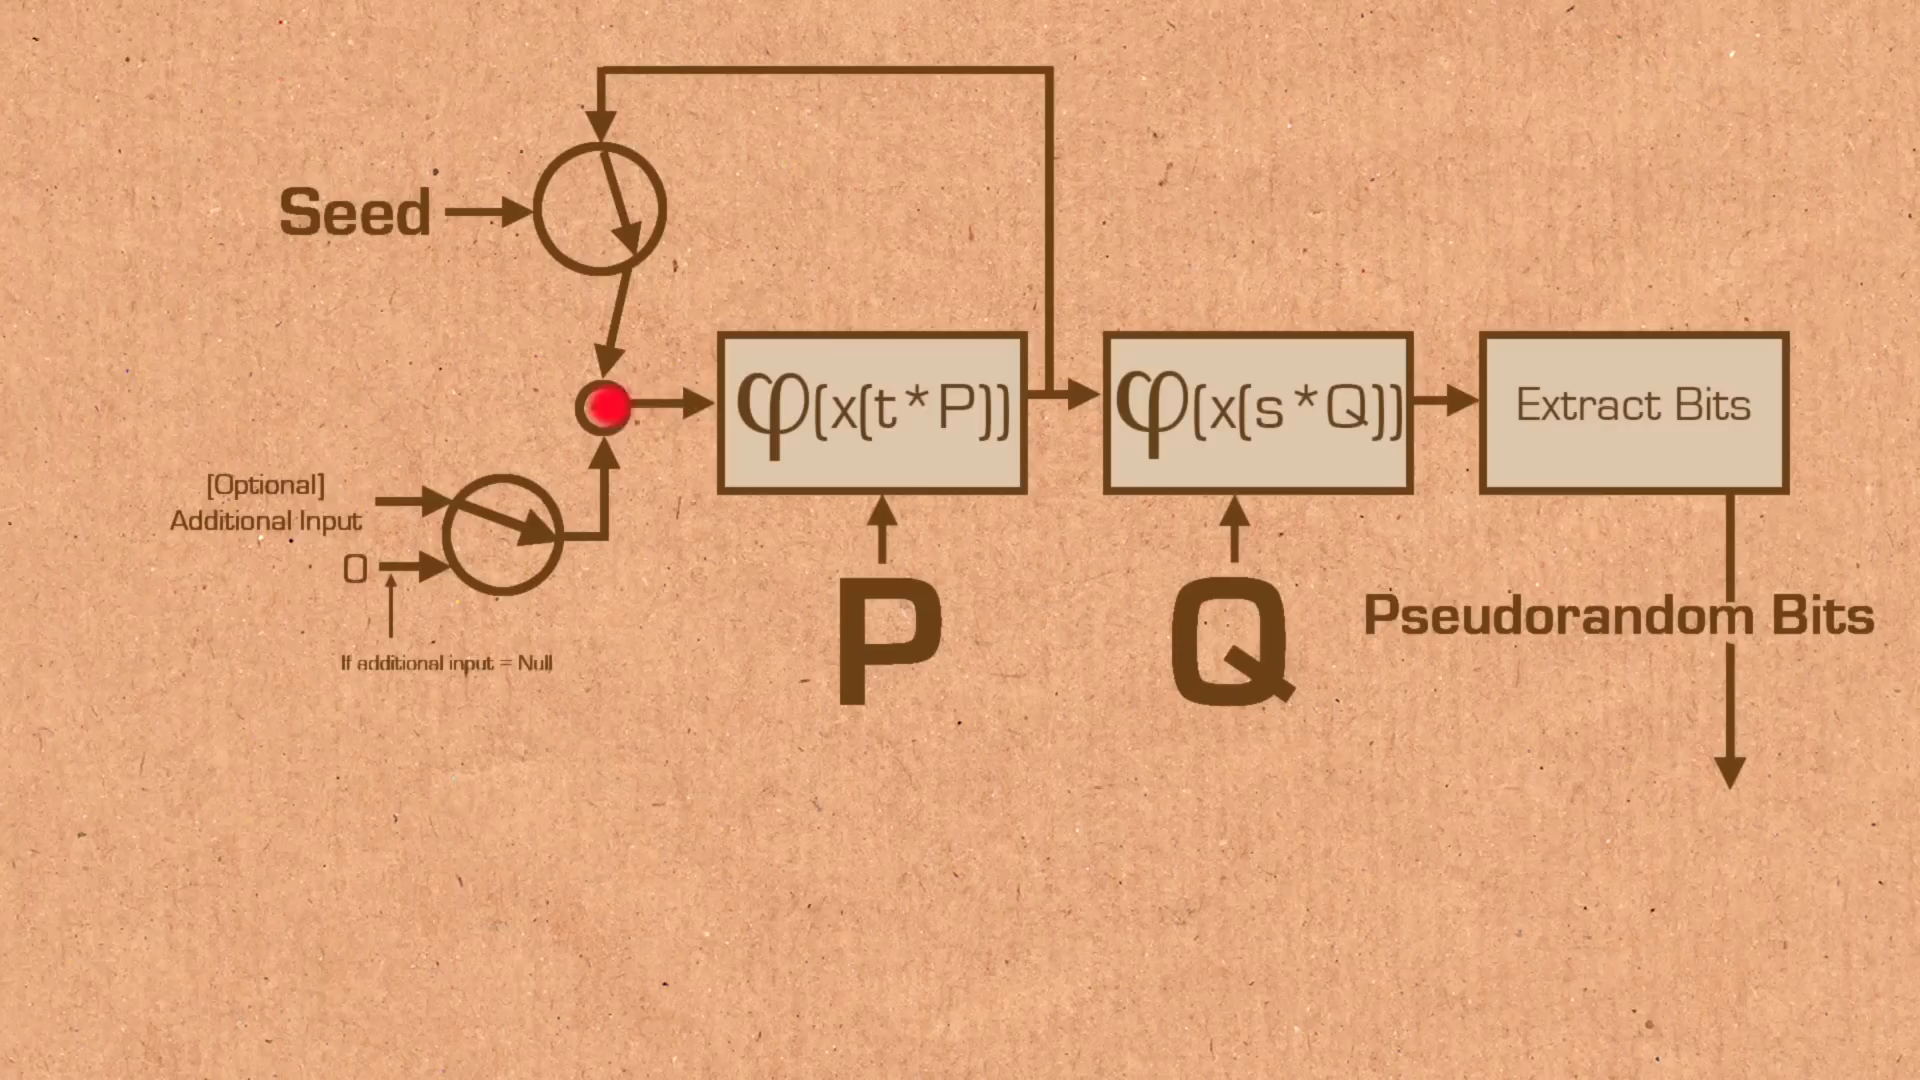 Seed
φ(x(t*P))
φ(x(s*Q))
Extract Bits
[Optional]
Additional Input
0
If additional input = Null
P
Q
Pseudorandom Bits